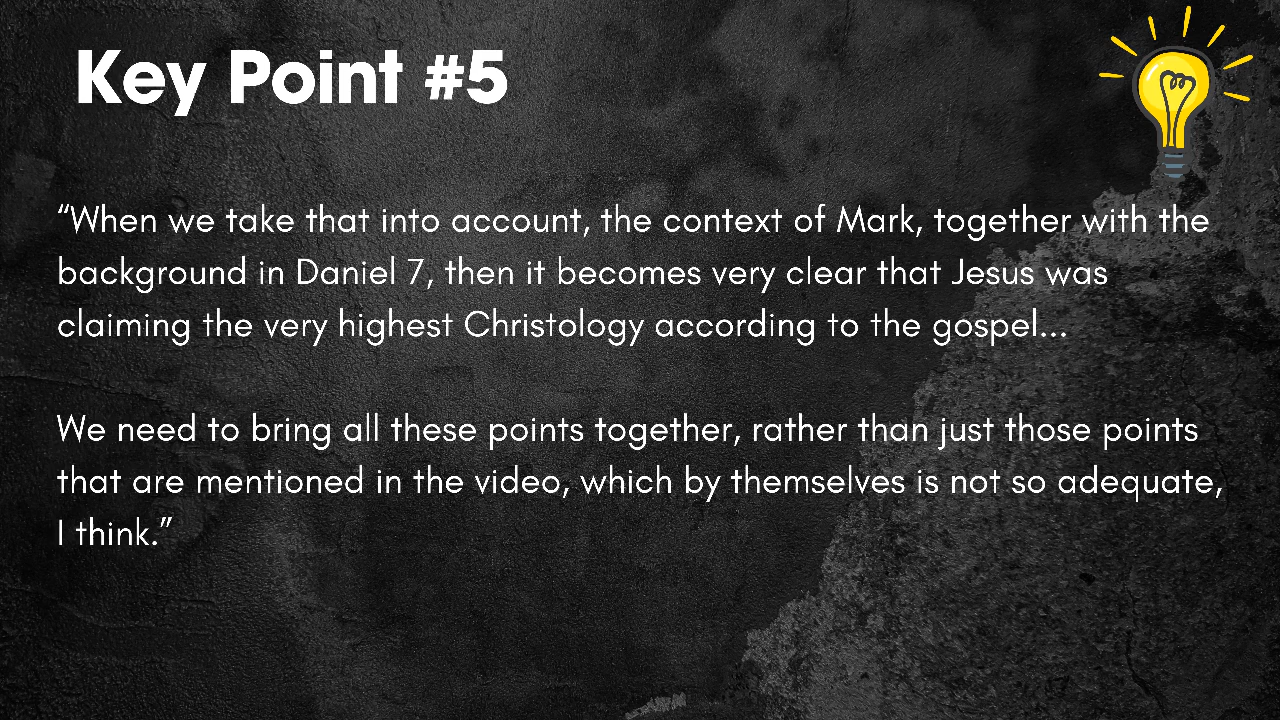 Key Point #5
“When we take that into account, the context of Mark, together with the
background in Daniel 7, then it becomes very clear that Jesus was
claiming the very highest Christology according to the gospel...
We need to bring all these points together, rather than just those points
that are mentioned in the video, which by themselves is not so adequate,
I think.”